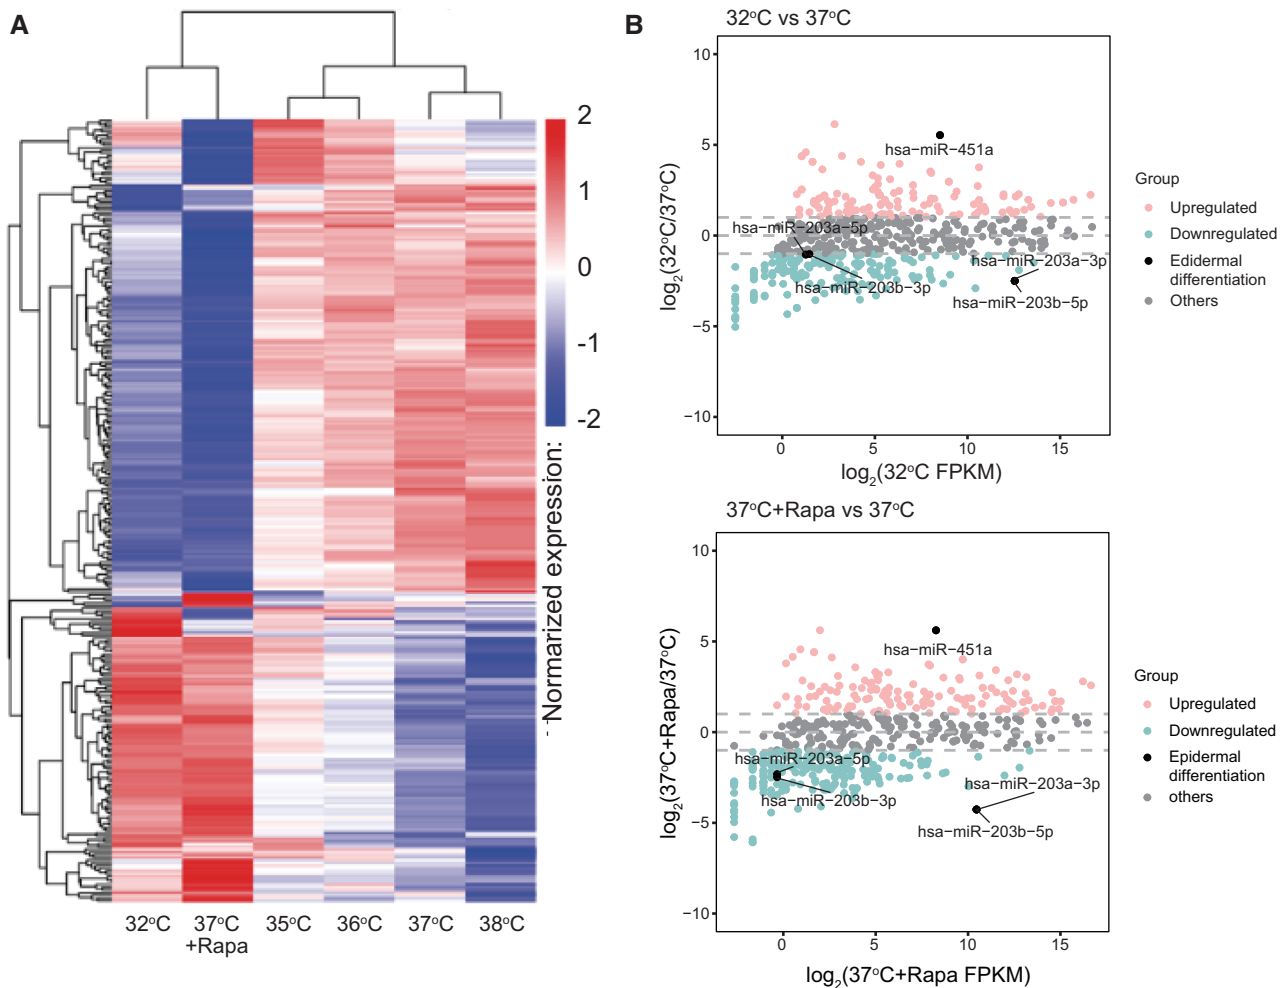 A
2
1
0
-1
-2
- -Normarized expression:
32°C
37°C
+Rapa
35°C
36°C
37°C
38°C
B
32°C vs 37°C
log2(32°C/37°C)
10
5
0
−5
−10
hsa−miR−451a
hsa−miR−203a−5p
hsa−miR−203a−3p
hsa−miR−203b−3p
hsa−miR−203b−5p
0
5
10
15
log2(32°C FPKM)
Group
Upregulated
Downregulated
Edidermal
differentiation
Others
37°C+Rapa vs 37°C
log2(37°C+Rapa/37°C)
10
5
0
−5
−10
hsa−miR−451a
hsa−miR−203a−5p
hsa−miR−203a−3p
hsa−miR−203b−3p
hsa−miR−203b−5p
0
5
10
15
log2(37°C+Rapa FPKM)
Group
Upregulated
Downregulated
Epidermal
differentiation
others